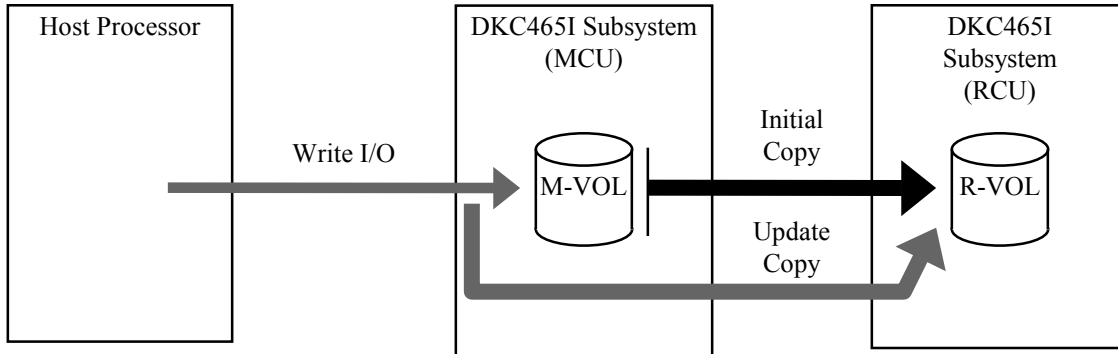 Host Processor
DKC465I Subsystem
(MCU)
DKC465I
Subsystem
(RCU)
Write I/O
M-VOL
Initial
Copy
R-VOL
Update
Copy